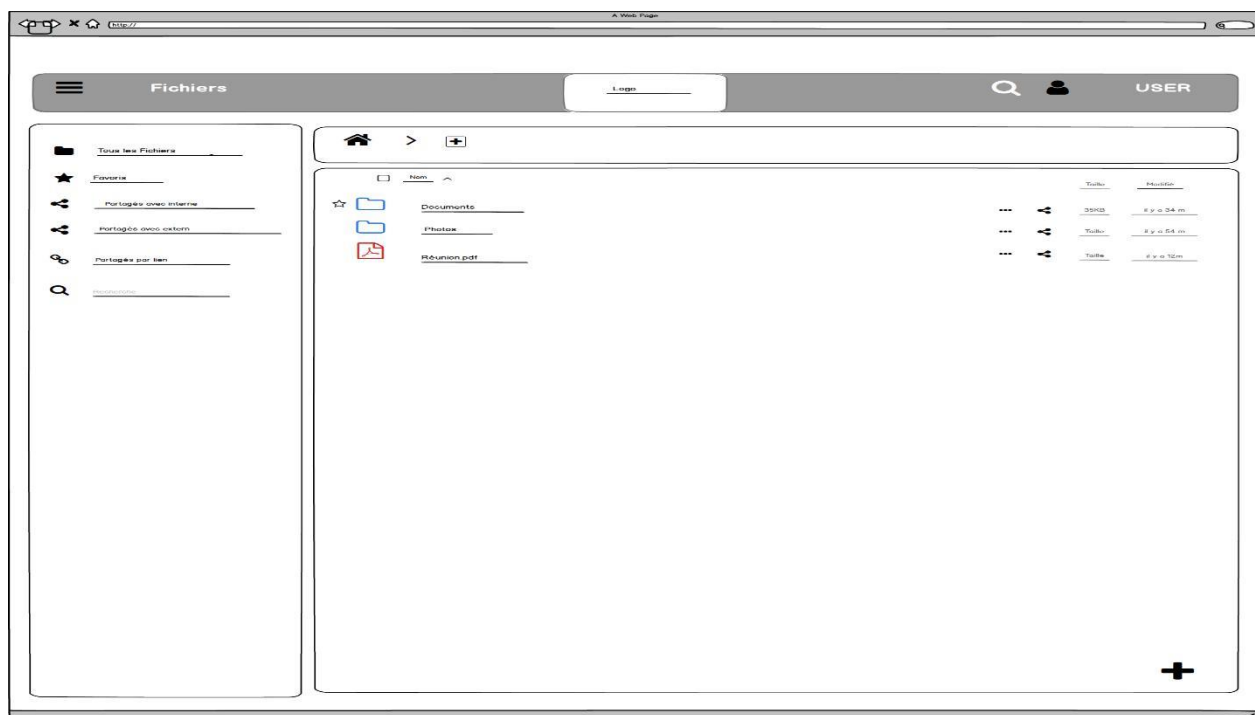 A Web Page
http://
Fichiers
Logo
USER
Tous les Fichiers
Favoris
Partagés avec interne
Partagés avec extern
Partagés par lien
Recherche
Nom
Taille Modifié
Documents 35KB il y a 34 m
Photos Taille il y a 54 m
Réunion.pdf Taille il y a 12m